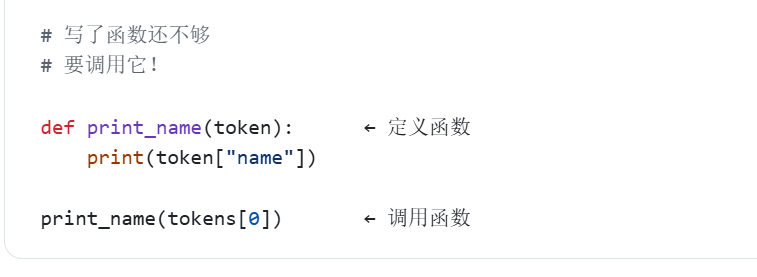 # 写了函数还不够
# 要调用它！
def print_name(token):      ← 定义函数
    print(token["name"])
print_name(tokens[0])       ← 调用函数